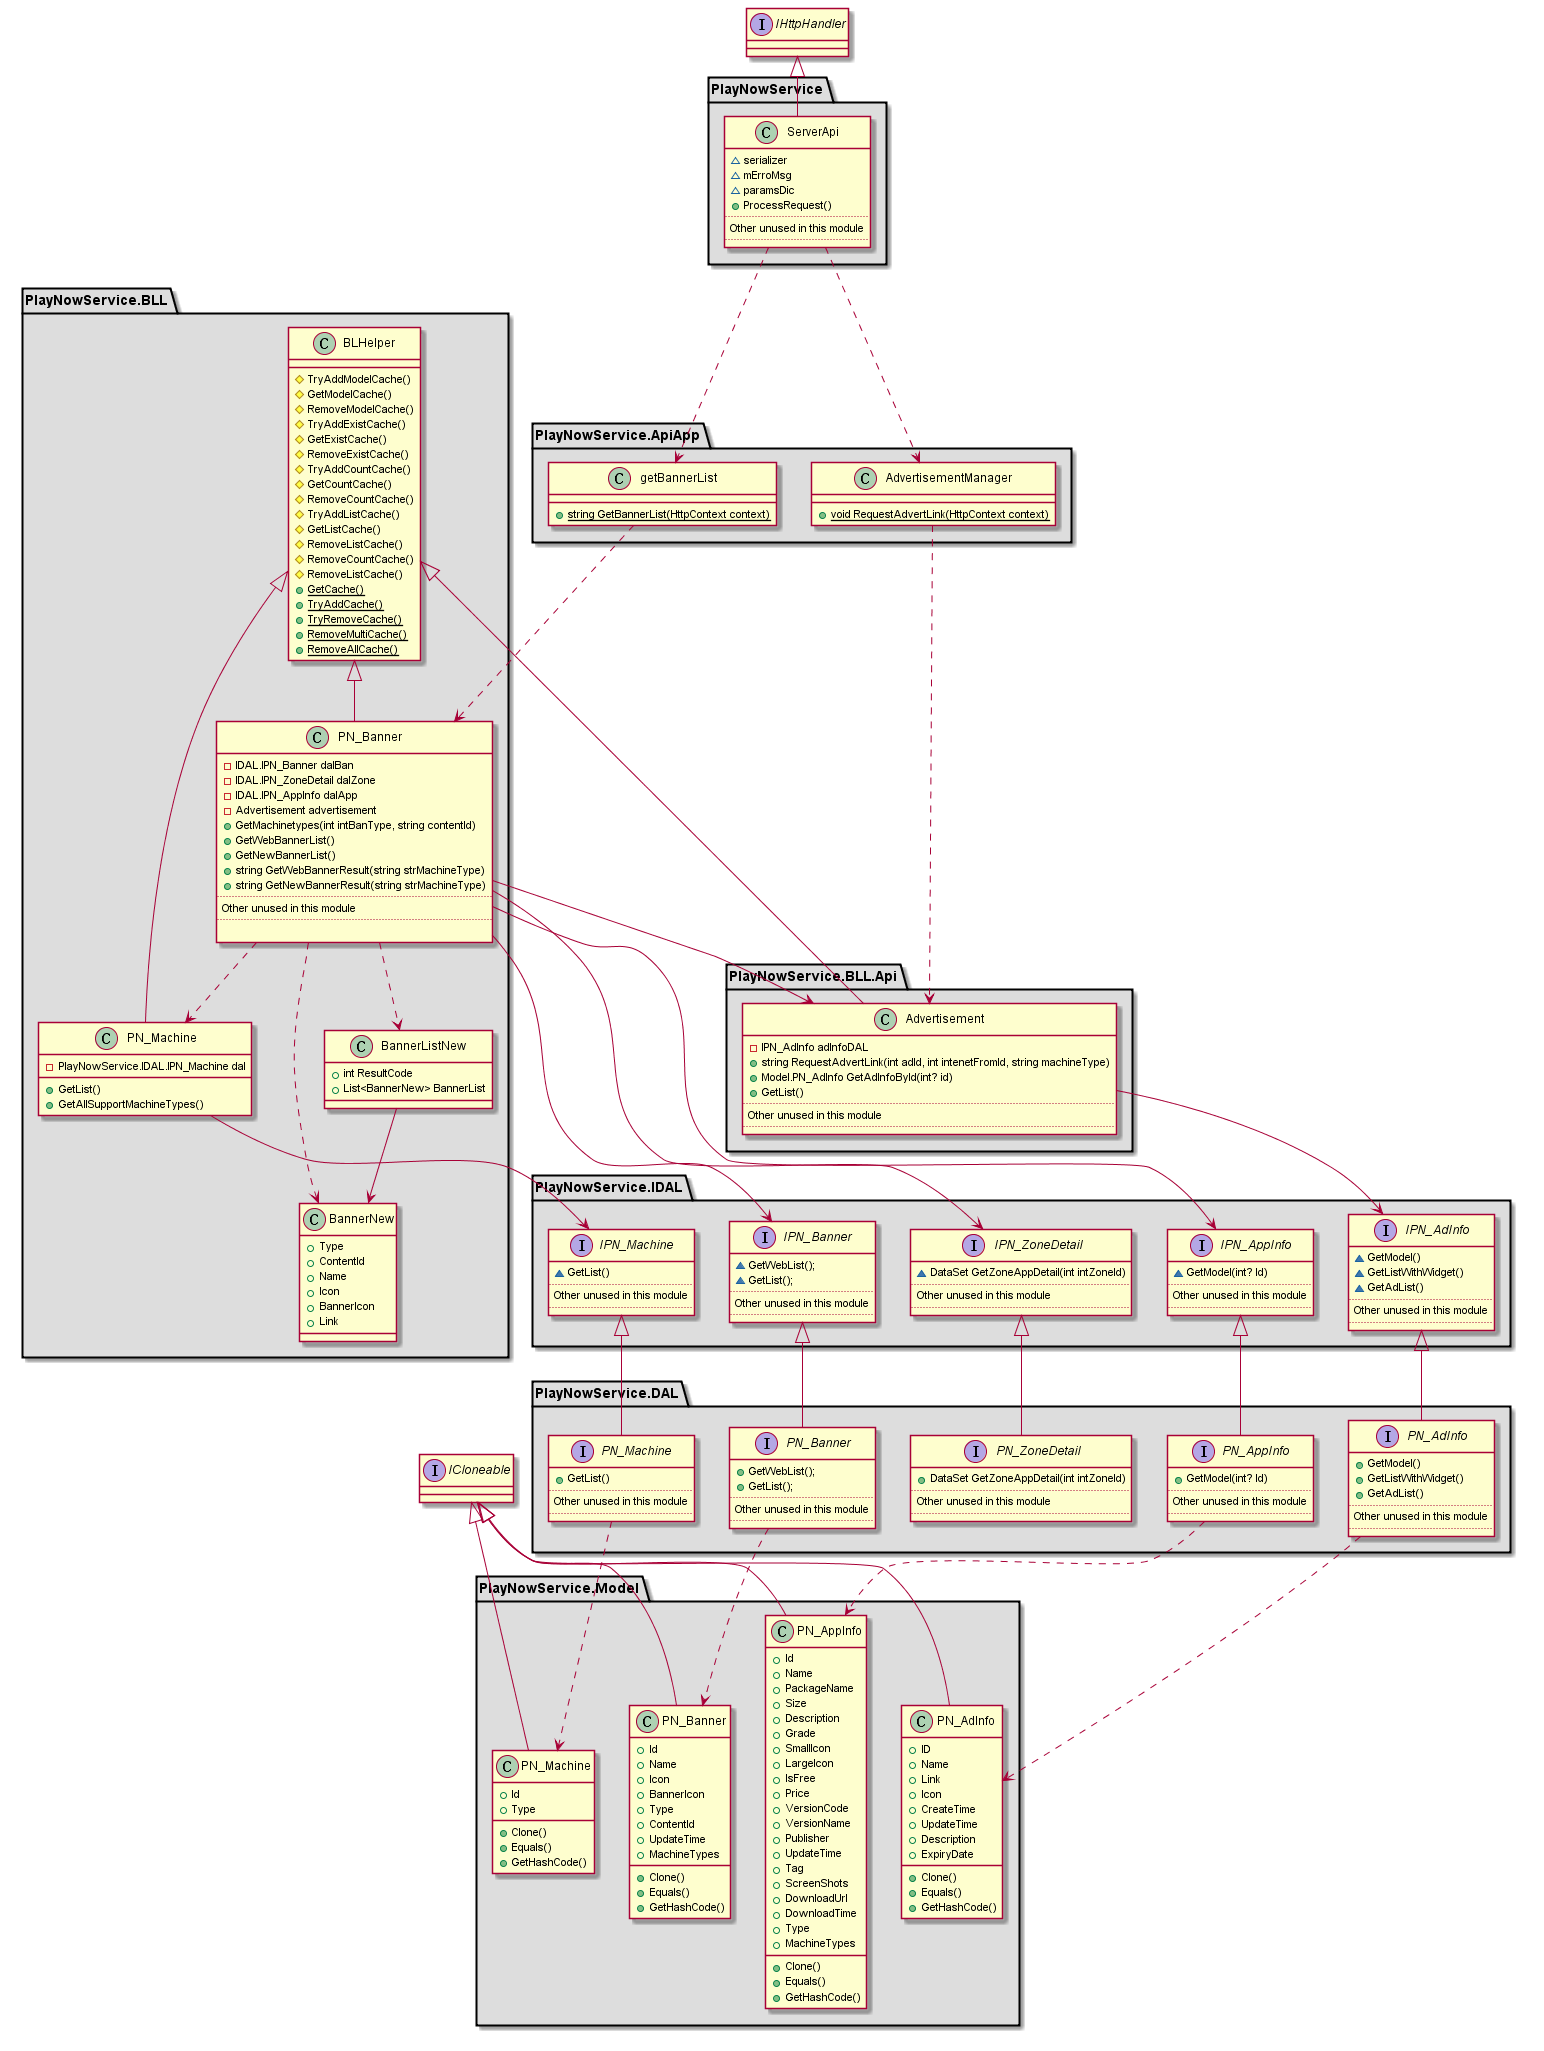 I IHttpHandler
PlayNowService
C ServerApi
serializer
mErroMsg
paramsDic
ProcessRequest()
Other unused in this module
PlayNowService.BLL
C BLHelper
TryAddModelCache()
GetModelCache()
RemoveModelCache()
TryAddExistCache()
GetExistCache()
RemoveExistCache()
TryAddCountCache()
GetCountCache()
RemoveCountCache()
TryAddListCache()
GetListCache()
RemoveListCache()
RemoveCountCache()
RemoveListCache()
GetCache()
TryAddCache()
TryRemoveCache()
RemoveMultiCache()
RemoveAllCache()
PlayNowService.ApiApp
C getBannerList
string GetBannerList(HttpContext context)
C AdvertisementManager
void RequestAdvertLink(HttpContext context)
C PN_Banner
IDAL.IPN_Banner dalBan
IDAL.IPN_ZoneDetail dalZone
IDAL.IPN_AppInfo dalApp
Advertisement advertisement
GetMachinetypes(int intBanType, string contentId)
GetWebBannerList()
GetNewBannerList()
string GetWebBannerResult(string strMachineType)
string GetNewBannerResult(string strMachineType)
Other unused in this module
C PN_Machine
PlayNowService.IDAL.IPN_Machine dal
GetList()
GetAllSupportMachineTypes()
C BannerListNew
int ResultCode
List<BannerNew> BannerList
C BannerNew
Type
ContentId
Name
Icon
BannerIcon
Link
PlayNowService.BLL.Api
C Advertisement
IPN_AdInfo adInfoDAL
string RequestAdvertLink(int adId, int intenetFromId, string machineType)
Model.PN_AdInfo GetAdInfoById(int? id)
GetList()
Other unused in this module
PlayNowService.IDAL
I IPN_Machine
GetList()
Other unused in this module
I IPN_Banner
GetWebList();
GetList();
Other unused in this module
I IPN_ZoneDetail
DataSet GetZoneAppDetail(int intZoneId)
Other unused in this module
I IPN_AppInfo
GetModel(int? Id)
Other unused in this module
I IPN_AdInfo
GetModel()
GetListWithWidget()
GetAdList()
Other unused in this module
PlayNowService.DAL
I PN_Machine
GetList()
Other unused in this module
I PN_Banner
GetWebList();
GetList();
Other unused in this module
I PN_ZoneDetail
DataSet GetZoneAppDetail(int intZoneId)
Other unused in this module
I PN_AppInfo
GetModel(int? Id)
Other unused in this module
I PN_AdInfo
GetModel()
GetListWithWidget()
GetAdList()
Other unused in this module
I ICloneable
PlayNowService.Model
C PN_Machine
Id
Type
Clone()
Equals()
GetHashCode()
C PN_Banner
Id
Name
Icon
BannerIcon
Type
ContentId
UpdateTime
MachineTypes
Clone()
Equals()
GetHashCode()
C PN_AppInfo
Id
Name
PackageName
Size
Description
Grade
SmallIcon
LargeIcon
IsFree
Price
VersionCode
VersionName
Publisher
UpdateTime
Tag
ScreenShots
DownloadUrl
DownloadTime
Type
MachineTypes
Clone()
Equals()
GetHashCode()
C PN_AdInfo
ID
Name
Link
Icon
CreateTime
UpdateTime
Description
ExpiryDate
Clone()
Equals()
GetHashCode()